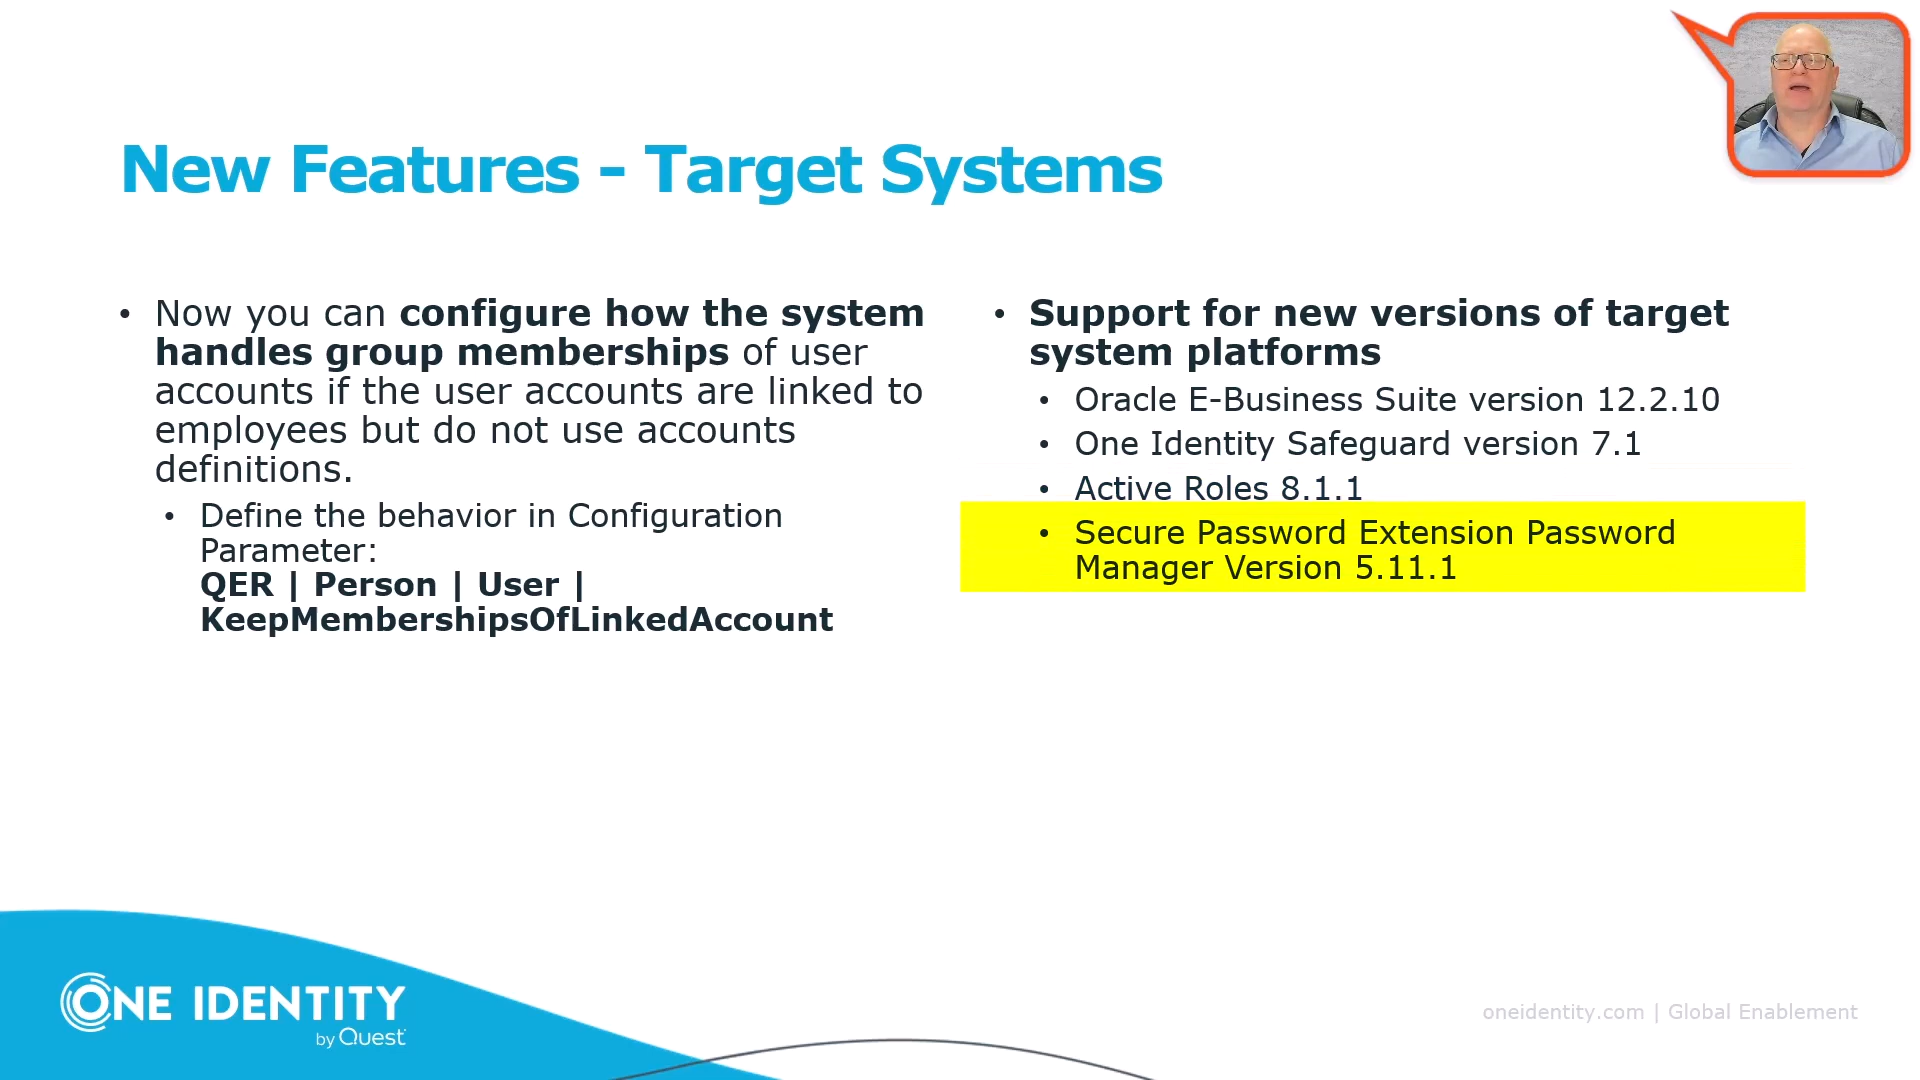 New Features - Target Systems
• Now you can configure how the system
handles group memberships of user
accounts if the user accounts are linked to
employees but do not use accounts
definitions.
• Define the behavior in Configuration
Parameter:
QER | Person | User |
KeepMembershipsOfLinkedAccount
• Support for new versions of target
system platforms
• Oracle E-Business Suite version 12.2.10
• One Identity Safeguard version 7.1
• Active Roles 8.1.1
• Secure Password Extension Password
Manager Version 5.11.1
ONE IDENTITY
by Quest
oneidentity.com | Global Enablement